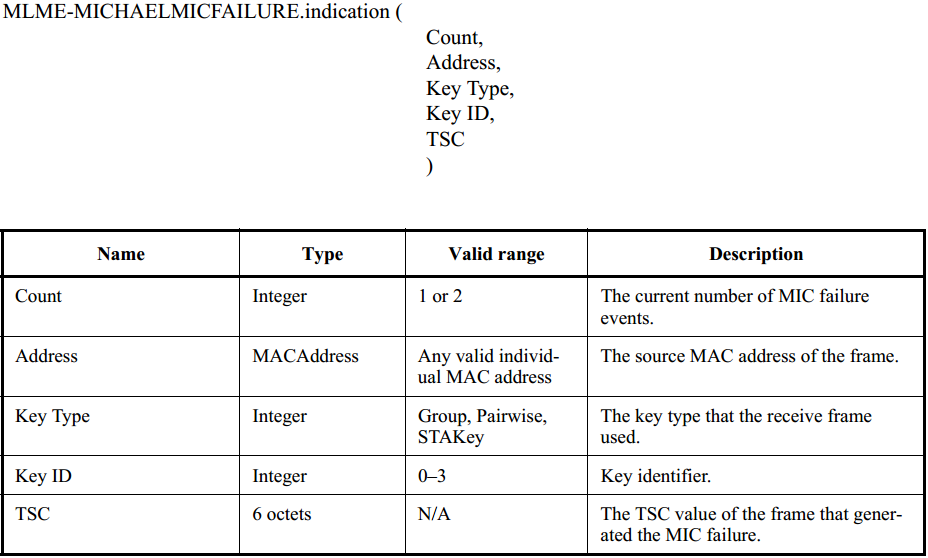 MLME-MICHAELMICFAILURE.indication (
Count,
Address,
Key Type,
Key ID,
TSC
)
Name Type Valid range Description
Count Integer 1 or 2 The current number of MIC failure
events.
Address MACAddress Any valid individ- The source MAC address of the frame.
ual MAC address
Key Type Integer Group, Pairwise, The key type that the receive frame
STAKey used.
Key ID Integer 0–3 Key identifier.
TSC 6 octets N/A The TSC value of the frame that gener-
ated the MIC failure.